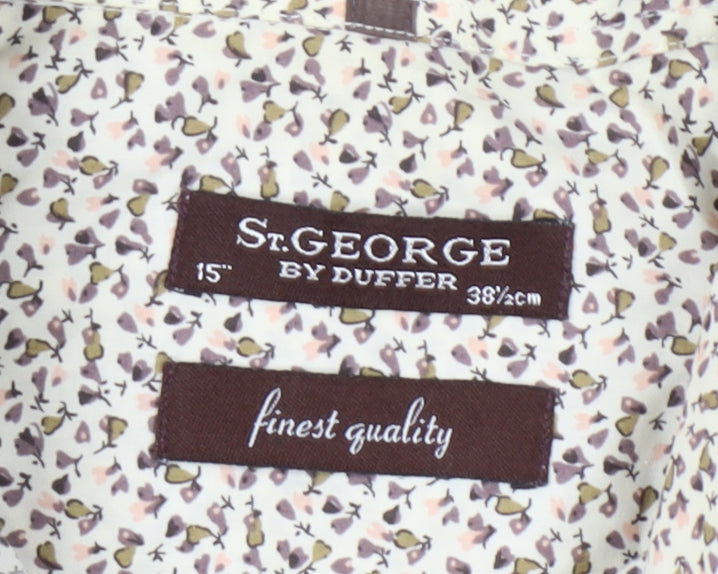 St.GEORGE
BY DUFFER
15" 38½cm
finest quality